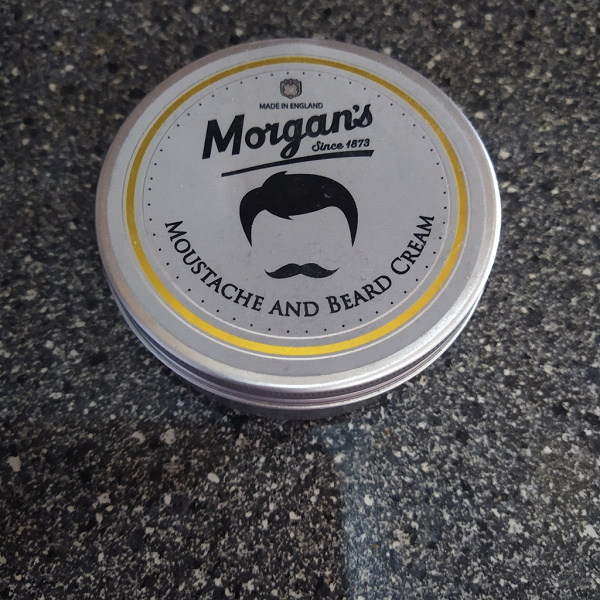 MADE IN ENGLAND
Morgan's
Since 1873
MOUSTACHE AND BEARD CREAM